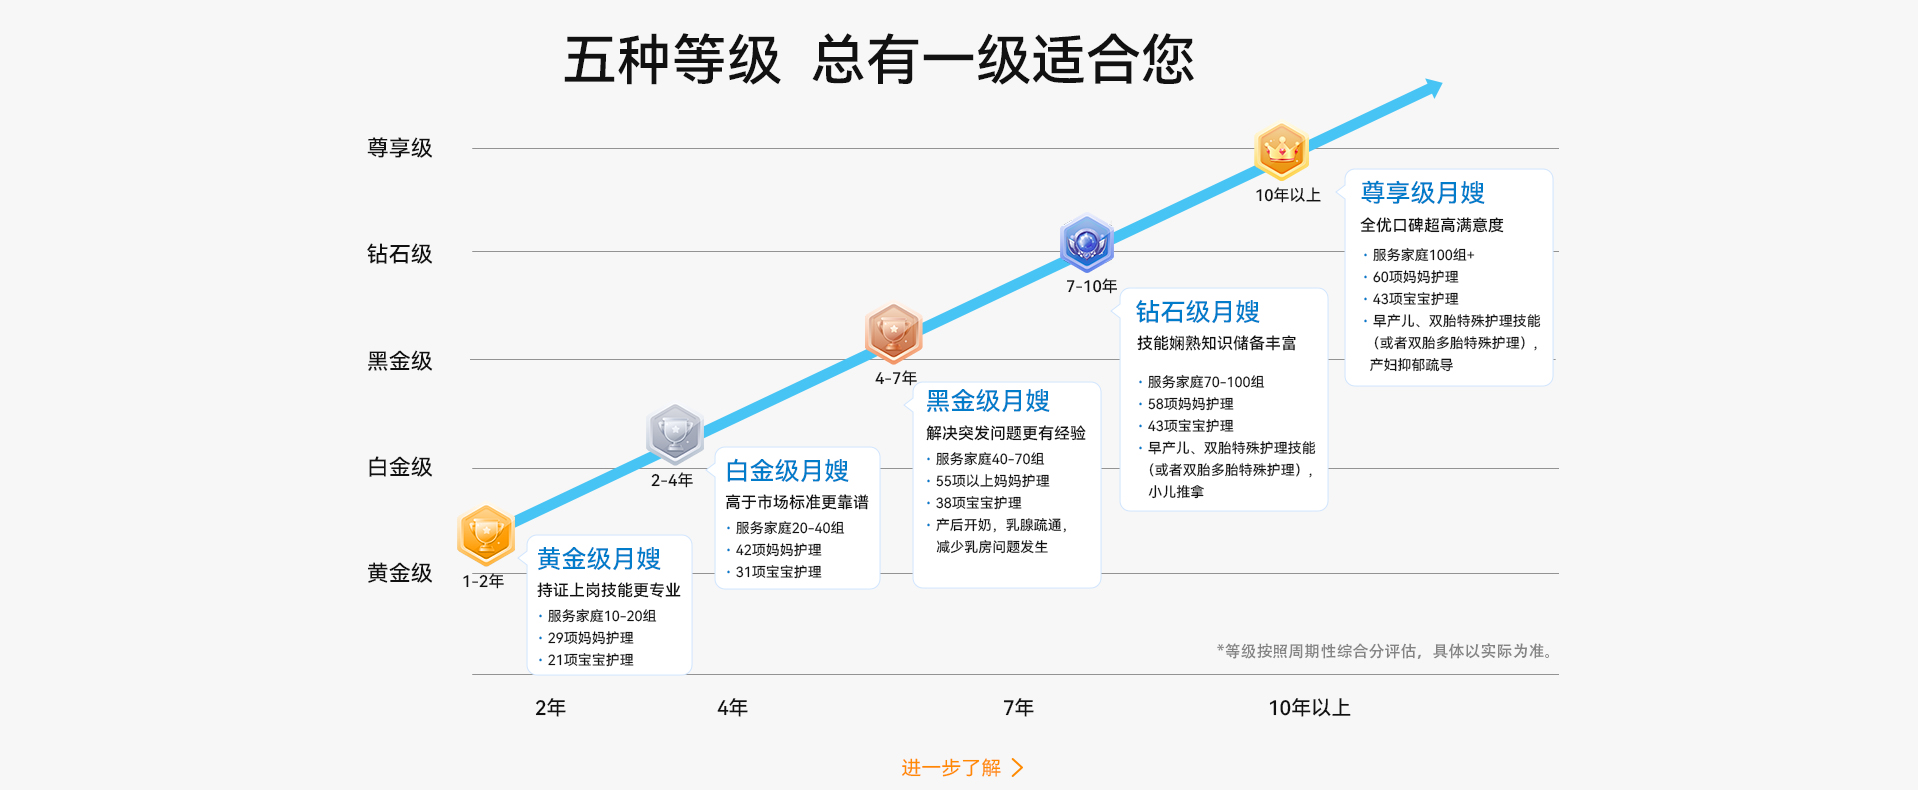 五种等级 总有一级适合您
尊享级
钻石级
黑金级
白金级
黄金级
1-2年
黄金级月嫂
持证上岗技能更专业
· 服务家庭10-20组
· 29项妈妈护理
· 21项宝宝护理
2-4年
白金级月嫂
高于市场标准更靠谱
· 服务家庭20-40组
· 42项妈妈护理
· 31项宝宝护理
4-7年
黑金级月嫂
解决突发问题更有经验
· 服务家庭40-70组
· 55项以上妈妈护理
· 38项宝宝护理
· 产后开奶，乳腺疏通，
减少乳房问题发生
7-10年
钻石级月嫂
技能娴熟知识储备丰富
· 服务家庭70-100组
· 58项妈妈护理
· 43项宝宝护理
· 早产儿、双胎特殊护理技能
（或者双胎多胎特殊护理），
小儿推拿
10年以上
尊享级月嫂
全优口碑超高满意度
· 服务家庭100组+
· 60项妈妈护理
· 43项宝宝护理
· 早产儿、双胎特殊护理技能
（或者双胎多胎特殊护理），
产妇抑郁疏导
*等级按照周期性综合分评估，具体以实际为准。
2年
4年
7年
10年以上
进一步了解 >